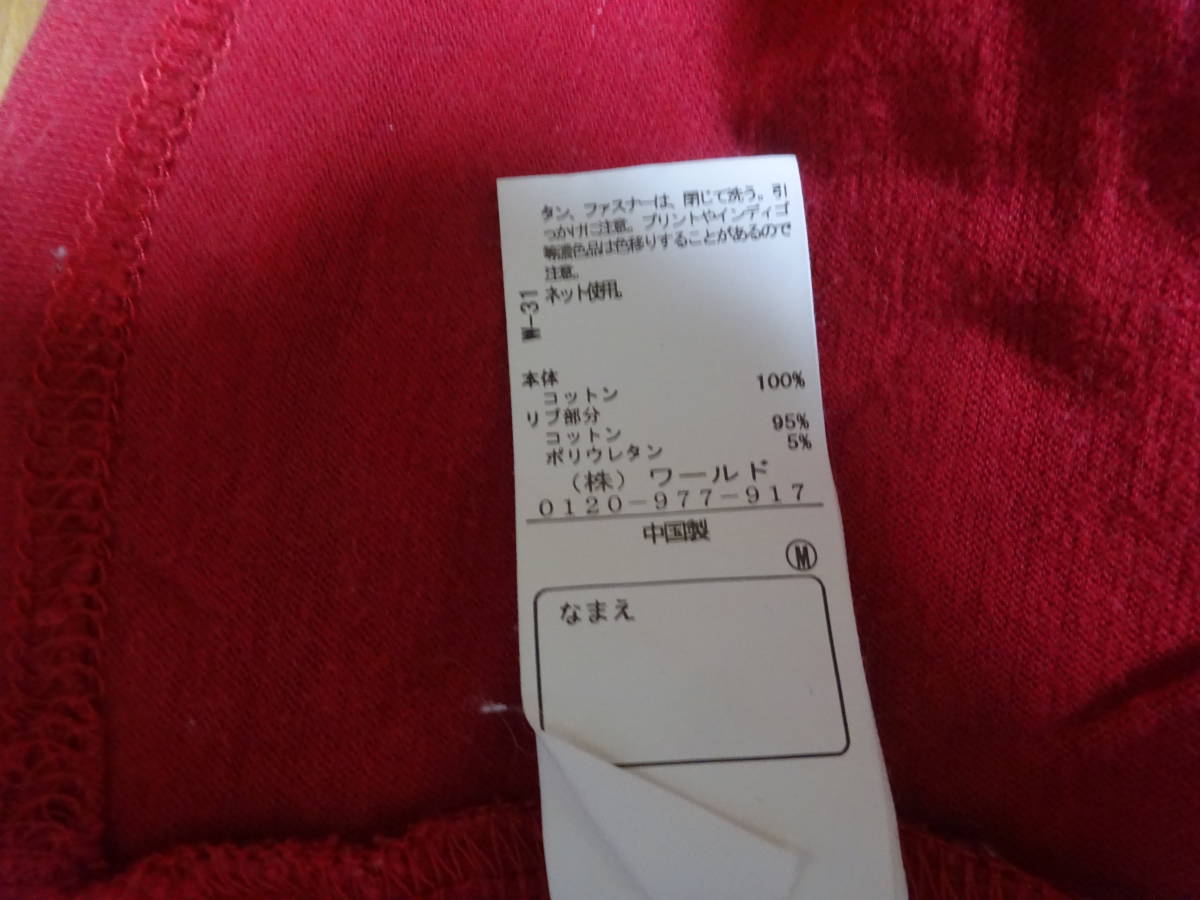 タン、ファスナーは、閉じて洗う。引
っかけに注意。プリントやインディゴ
等濃色品は色移りすることがあるので
注意。
ネット使用。
W-31
本体
コットン 100%
リブ部分
コットン 95%
ポリウレタン 5%
（株）ワールド
0120-977-917
中国製
Ⓜ
なまえ